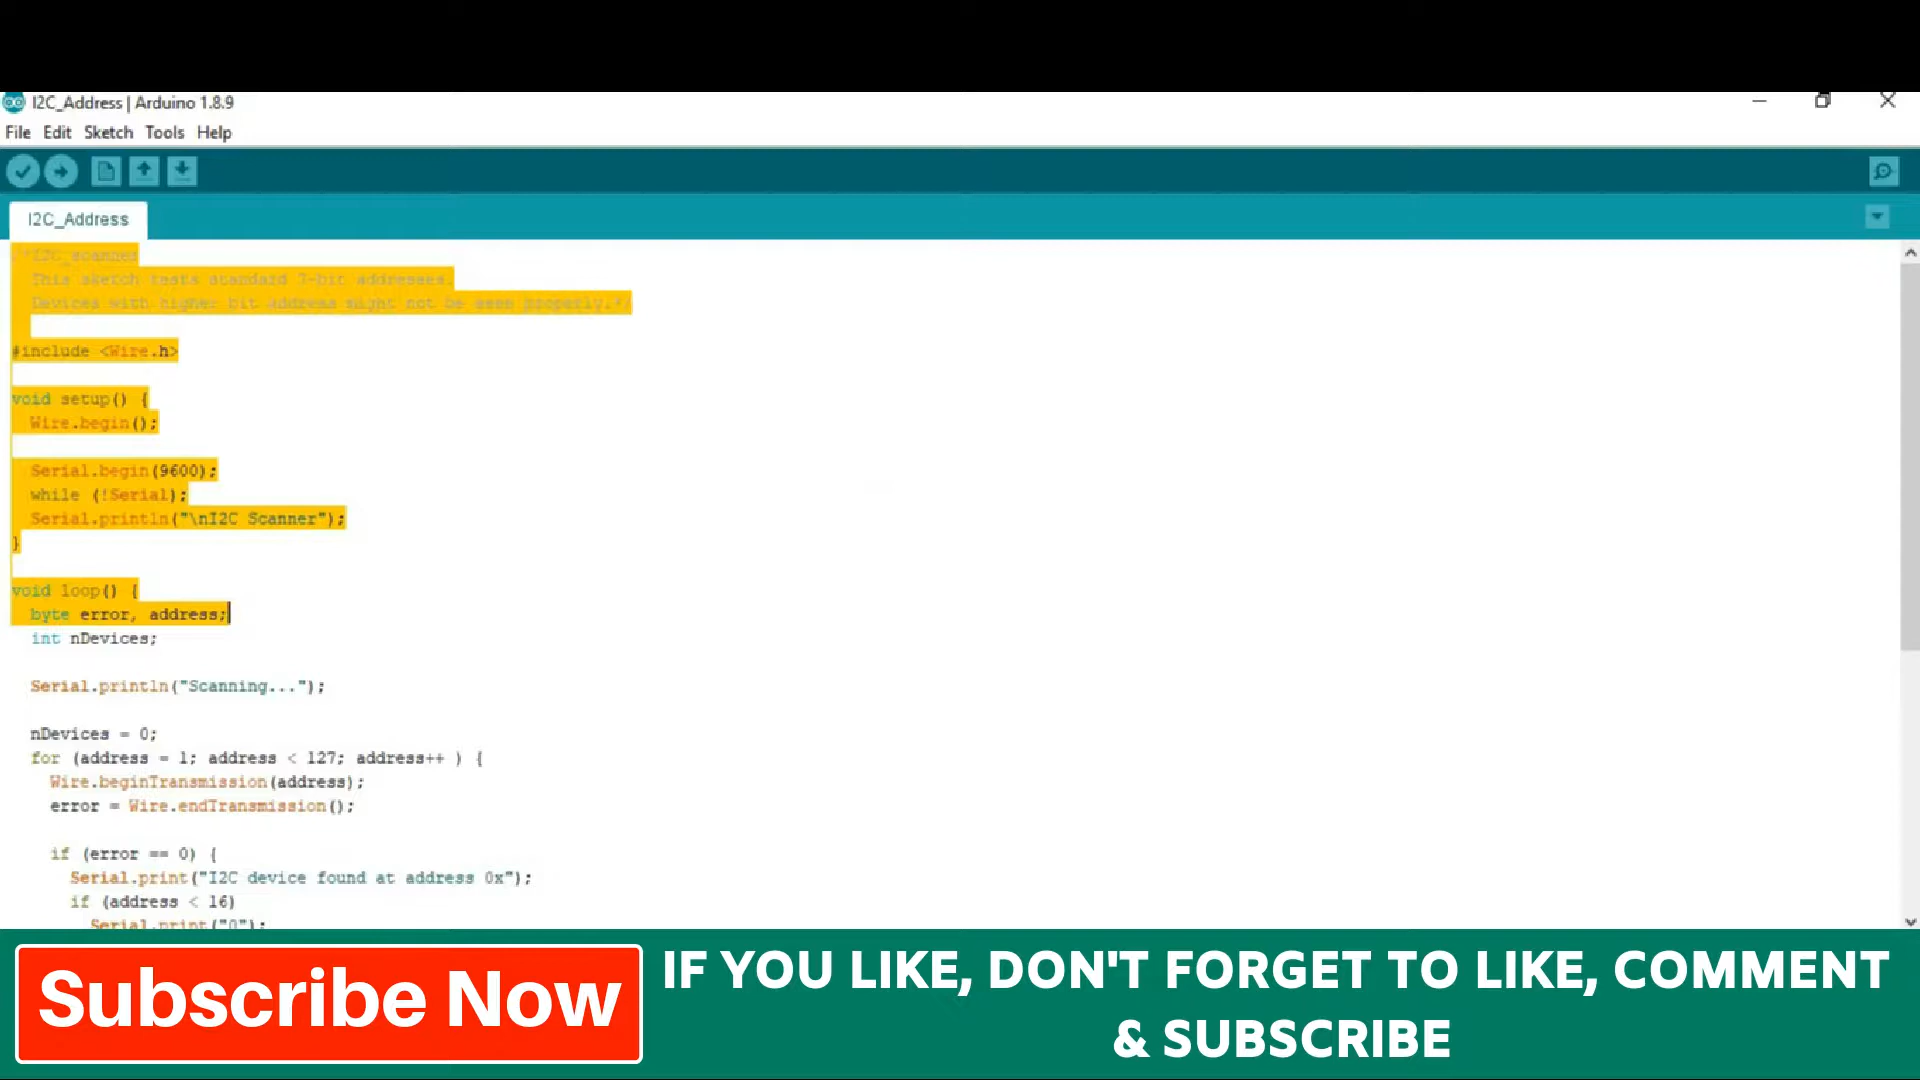 I2C_Address | Arduino 1.8.9
File Edit Sketch Tools Help
I2C_Address
/*I2C_scanner
This sketch tests standard 7-bit addresses.
Devices with higher bit address might not be seen properly.*/
#include <Wire.h>
void setup() {
Wire.begin();
Serial.begin(9600);
while (!Serial);
Serial.println("\nI2C Scanner");
}
void loop() {
byte error, address;
int nDevices;
Serial.println("Scanning...");
nDevices = 0;
for (address = 1; address < 127; address++ ) {
Wire.beginTransmission(address);
error = Wire.endTransmission();
if (error == 0) {
Serial.print("I2C device found at address 0x");
if (address < 16)
Serial.print("0");
Subscribe Now
IF YOU LIKE, DON'T FORGET TO LIKE, COMMENT
& SUBSCRIBE